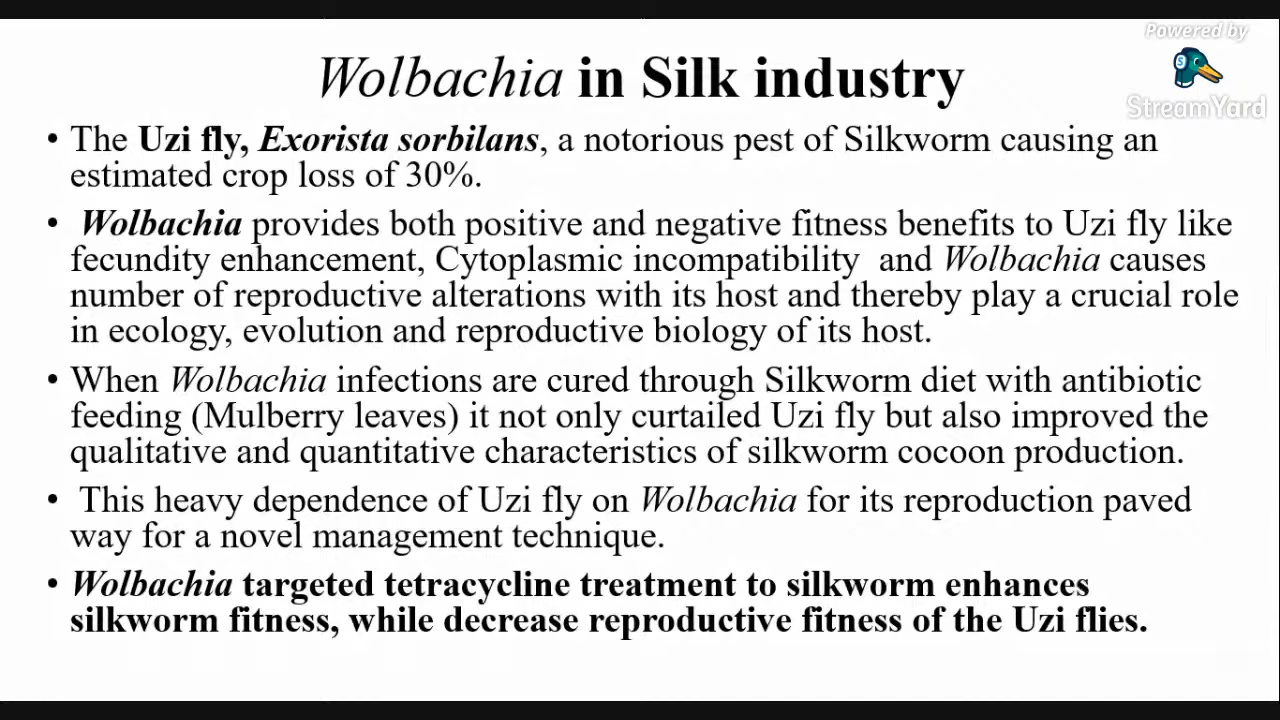 Powered by
StreamYard
Wolbachia in Silk industry
• The Uzi fly, Exorista sorbilans, a notorious pest of Silkworm causing an
estimated crop loss of 30%.
• Wolbachia provides both positive and negative fitness benefits to Uzi fly like
fecundity enhancement, Cytoplasmic incompatibility and Wolbachia causes
number of reproductive alterations with its host and thereby play a crucial role
in ecology, evolution and reproductive biology of its host.
• When Wolbachia infections are cured through Silkworm diet with antibiotic
feeding (Mulberry leaves) it not only curtailed Uzi fly but also improved the
qualitative and quantitative characteristics of silkworm cocoon production.
• This heavy dependence of Uzi fly on Wolbachia for its reproduction paved
way for a novel management technique.
• Wolbachia targeted tetracycline treatment to silkworm enhances
silkworm fitness, while decrease reproductive fitness of the Uzi flies.